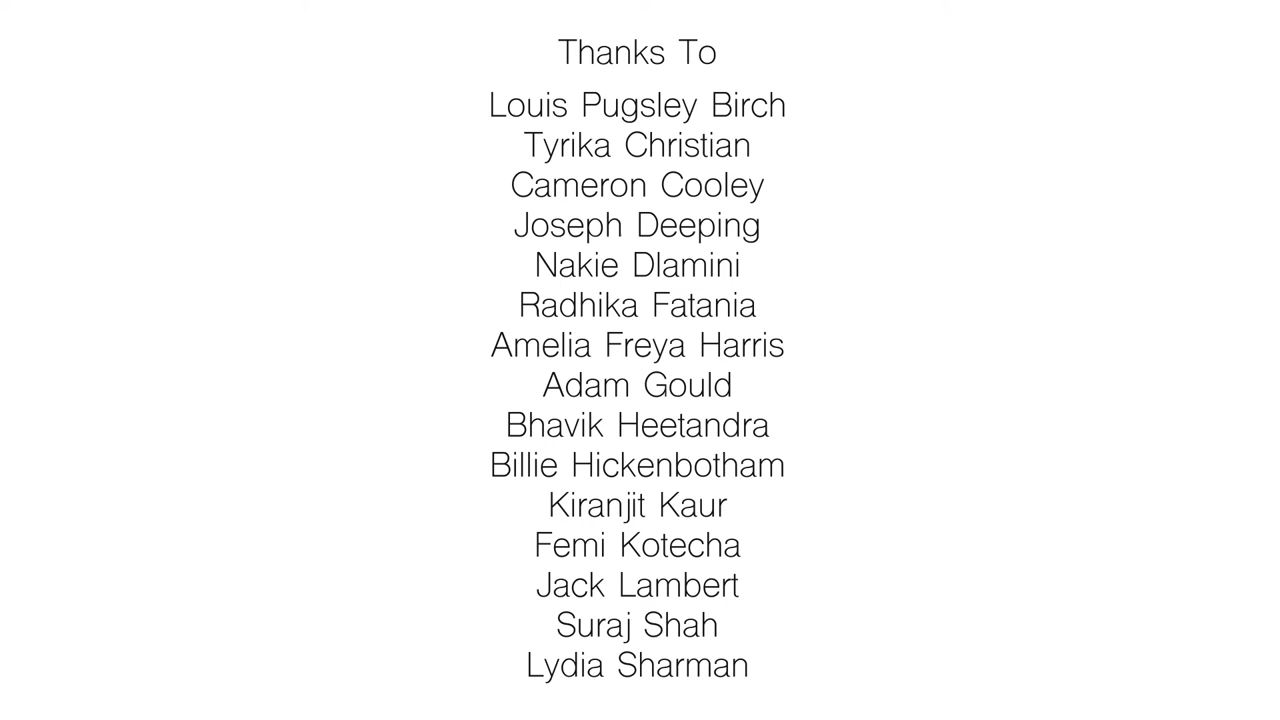 Thanks To
Louis Pugsley Birch
Tyrika Christian
Cameron Cooley
Joseph Deeping
Nakie Dlamini
Radhika Fatania
Amelia Freya Harris
Adam Gould
Bhavik Heetandra
Billie Hickenbotham
Kiranjit Kaur
Femi Kotecha
Jack Lambert
Suraj Shah
Lydia Sharman